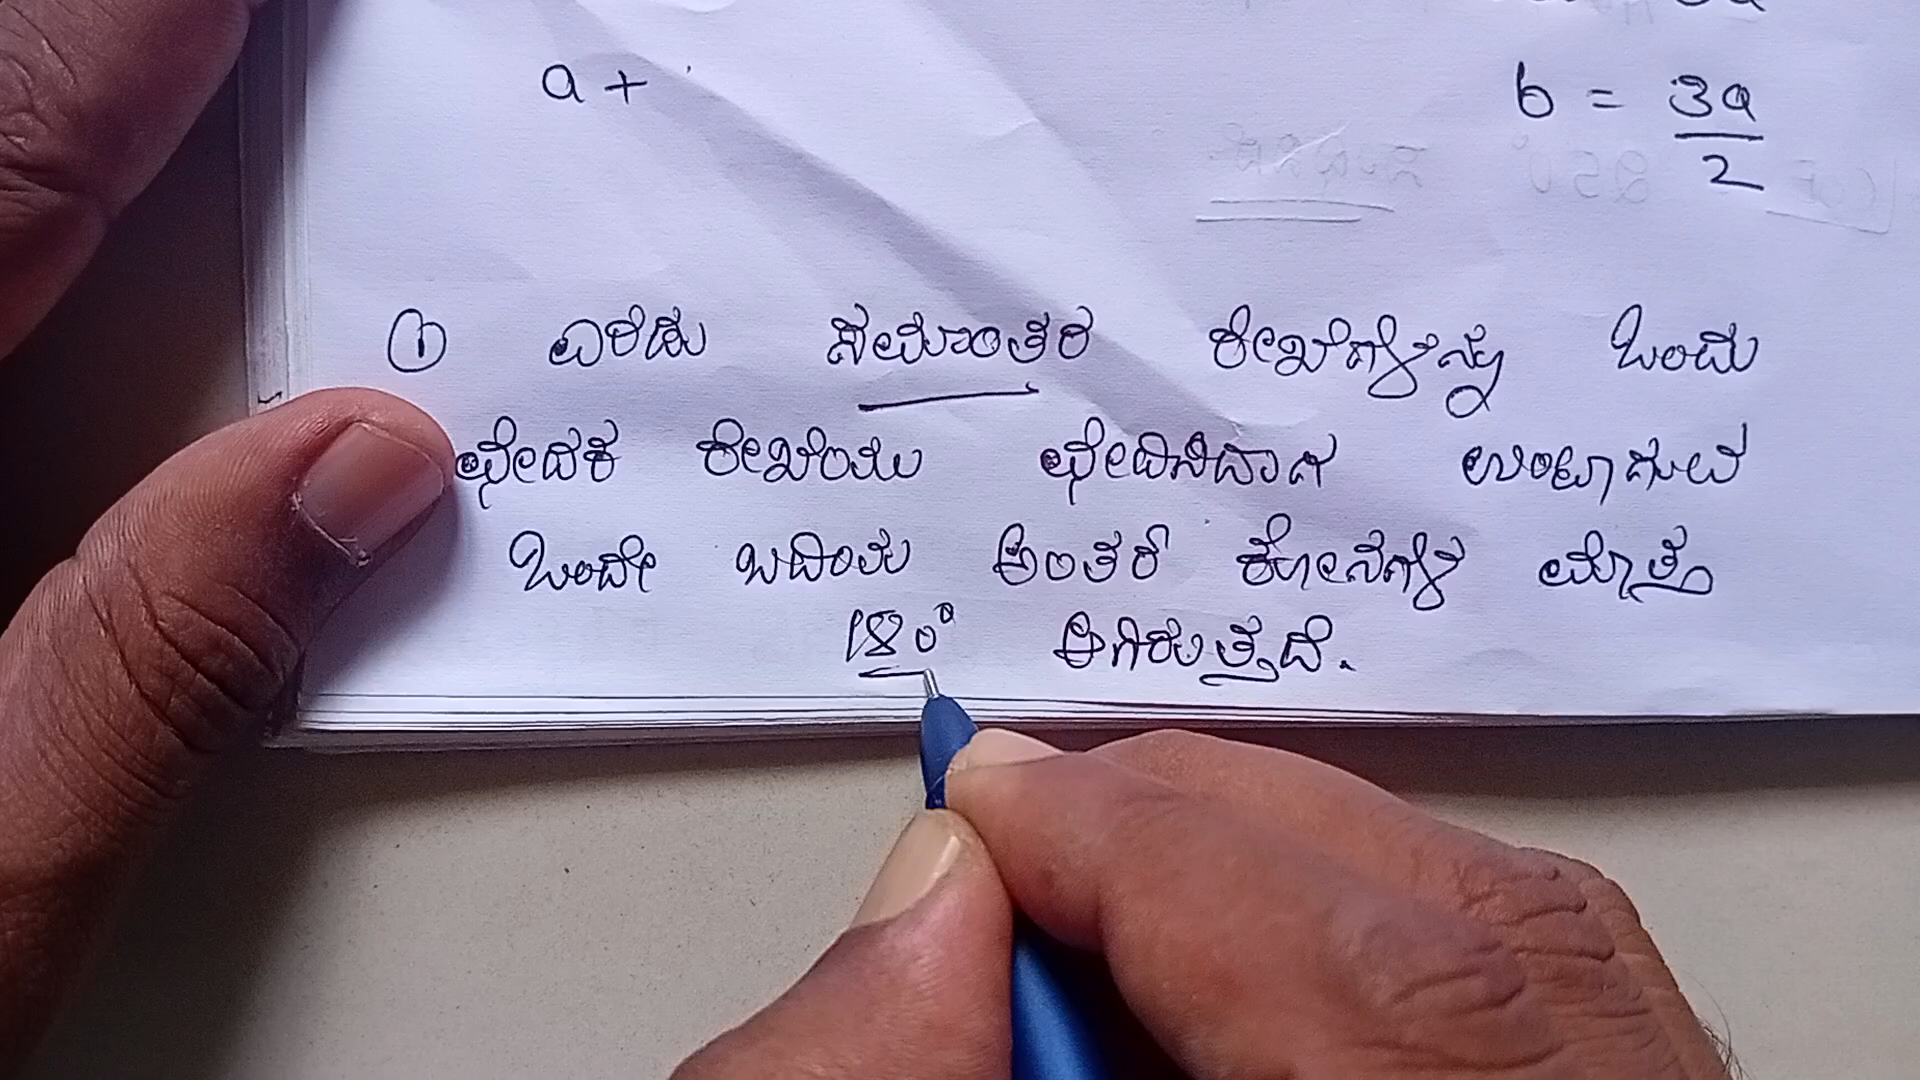 a +
b = 3a
2
① ಎರಡು ಸಮಾಂತರ ರೇಖೆಗಳನ್ನು ಒಂದು
ಛೇದಕ ರೇಖೆಯು ಛೇದಿಸಿದಾಗ ಉಂಟಾಗುವ
ಒಂದೇ ಬದಿಯ ಅಂತರ ಕೋನಗಳ ಮೊತ್ತ
180° ಆಗಿರುತ್ತದೆ.